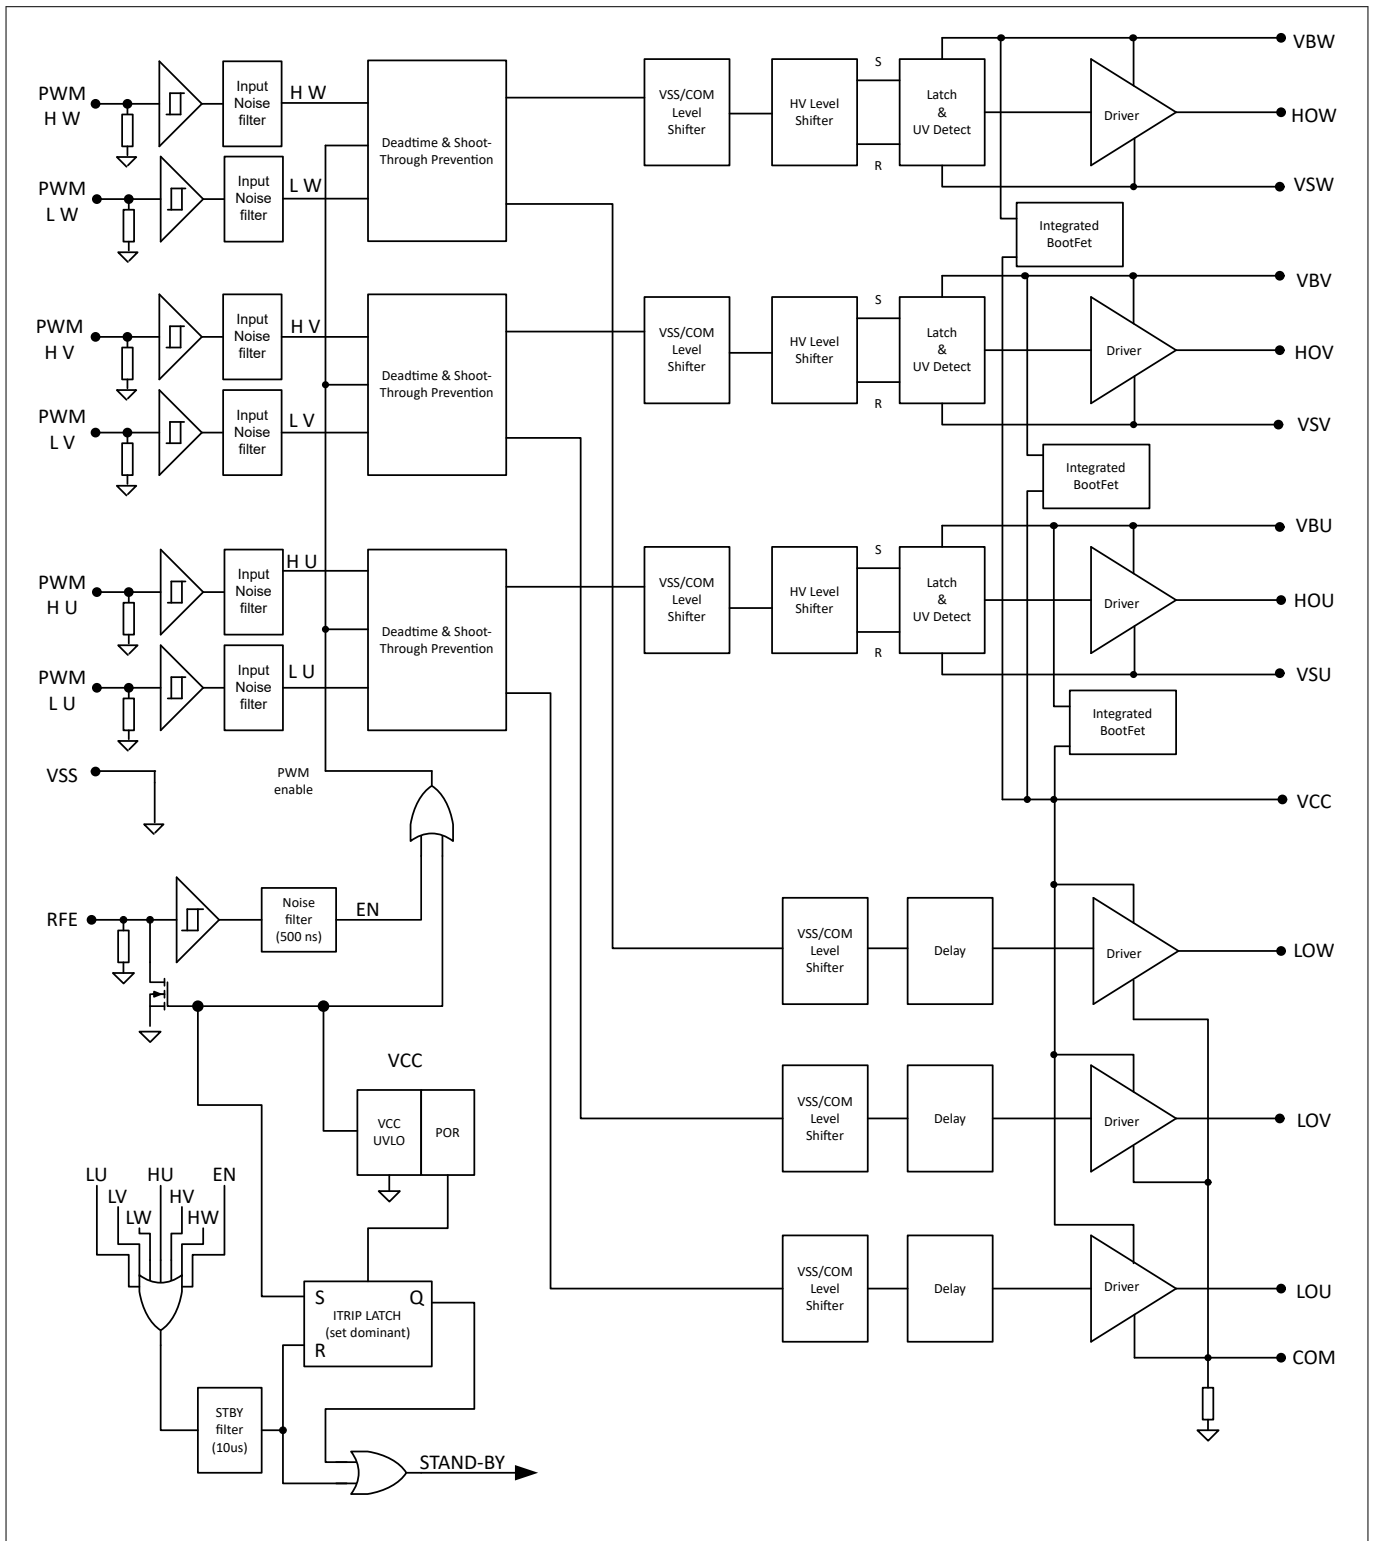 PWM
H W
Input
Noise
filter
H W
PWM
L W
Input
Noise
filter
L W
Deadtime & Shoot-
Through Prevention
VSS/COM
Level
Shifter
HV Level
Shifter
S
R
Latch
&
UV Detect
Driver
VBW
HOW
VSW
Integrated
BootFet
PWM
H V
Input
Noise
filter
H V
PWM
L V
Input
Noise
filter
L V
Deadtime & Shoot-
Through Prevention
VSS/COM
Level
Shifter
HV Level
Shifter
S
R
Latch
&
UV Detect
Driver
VBV
HOV
VSV
Integrated
BootFet
PWM
H U
Input
Noise
filter
H U
PWM
L U
Input
Noise
filter
L U
Deadtime & Shoot-
Through Prevention
VSS/COM
Level
Shifter
HV Level
Shifter
S
R
Latch
&
UV Detect
Driver
VBU
HOU
VSU
Integrated
BootFet
VSS
PWM
enable
VCC
RFE
Noise
filter
(500 ns)
EN
VSS/COM
Level
Shifter
Delay
Driver
LOW
VCC
VCC
UVLO
POR
VSS/COM
Level
Shifter
Delay
Driver
LOV
LU
LV
LW
HU
HV
HW
EN
S
Q
ITRIP LATCH
(set dominant)
R
VSS/COM
Level
Shifter
Delay
Driver
LOU
COM
STBY
filter
(10us)
STAND-BY